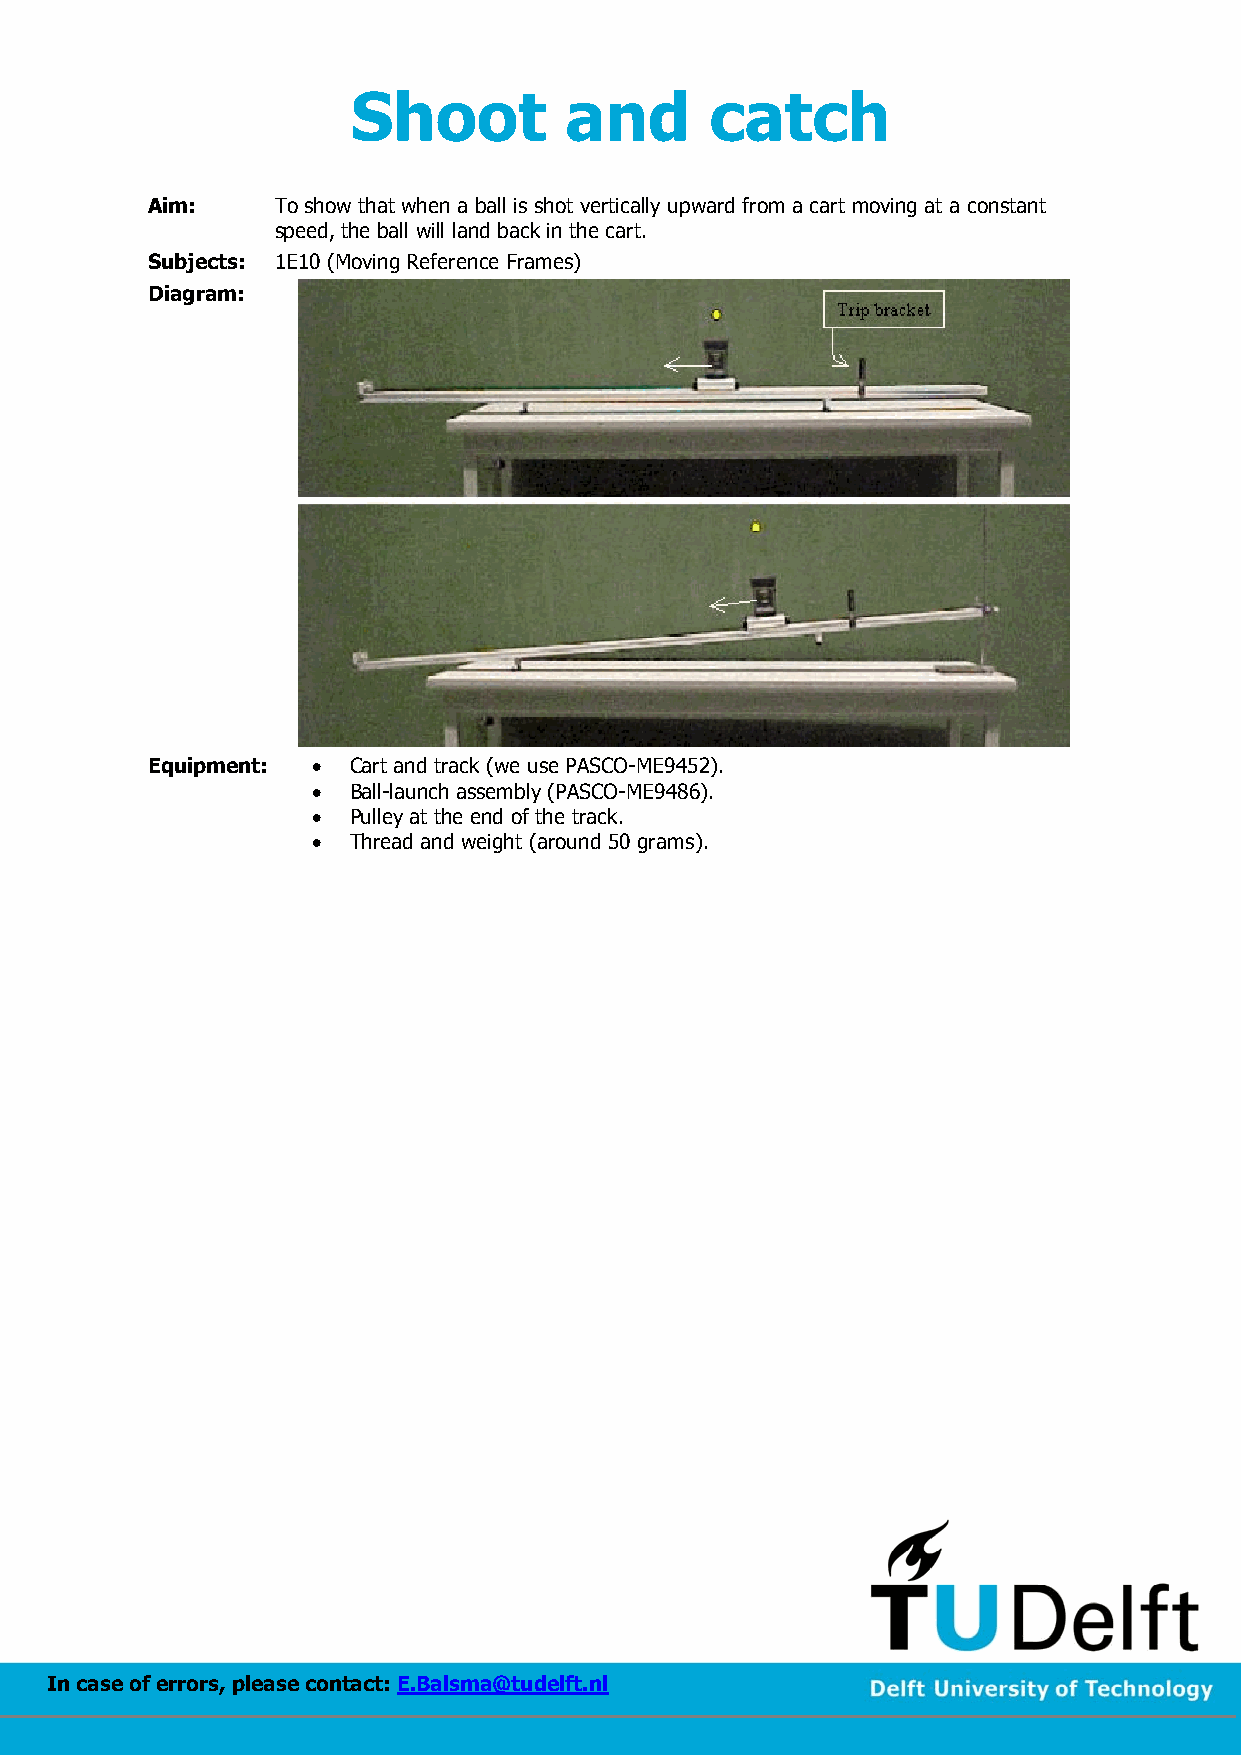 Shoot and catch
Aim: To show that when a ball is shot vertically upward from a cart moving at a constant
speed, the ball will land back in the cart.
Subjects: 1E10 (Moving Reference Frames)
Diagram:
Trip bracket
Equipment: • Cart and track (we use PASCO-ME9452).
• Ball-launch assembly (PASCO-ME9486).
• Pulley at the end of the track.
• Thread and weight (around 50 grams).
TUDelft
In case of errors, please contact: E.Balsma@tudelft.nl
Delft University of Technology